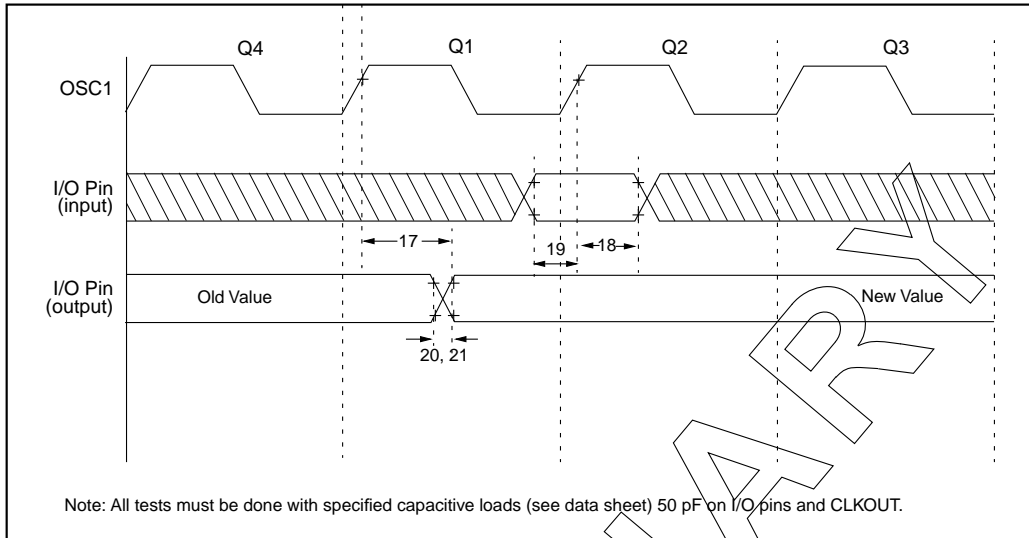 Q4 Q1 Q2 Q3
OSC1
I/O Pin
(input)
17
19
18
I/O Pin
(output)
Old Value
New Value
20, 21
Note: All tests must be done with specified capacitive loads (see data sheet) 50 pF on I/O pins and CLKOUT.
A R Y